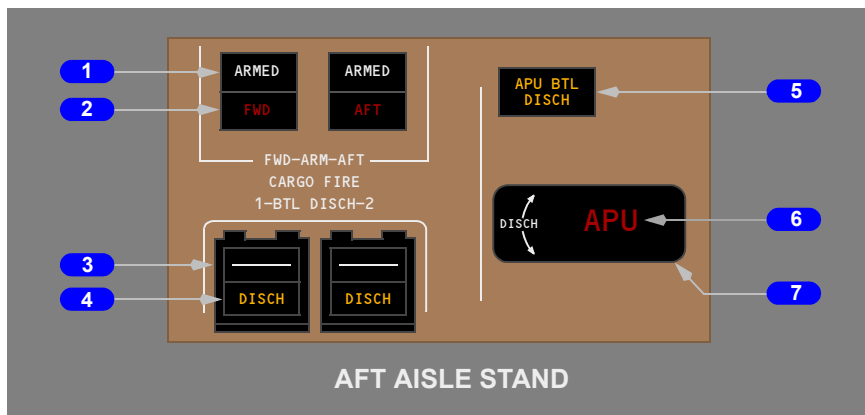 1
2
3
4
ARMED
FWD
ARMED
AFT
FWD-ARM-AFT
CARGO FIRE
1-BTL DISCH-2
DISCH
DISCH
APU BTL
DISCH
DISCH
APU
5
6
7
AFT AISLE STAND